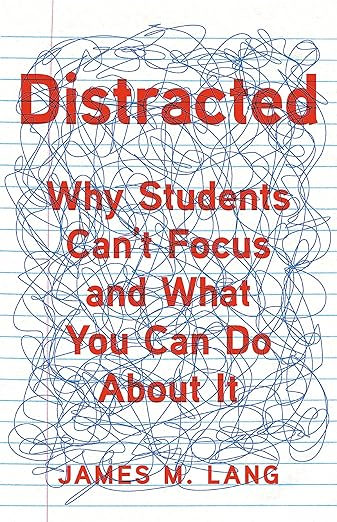 Distracted
Why Students
Can't Focus
and What
You Can Do
About It
JAMES M. LANG